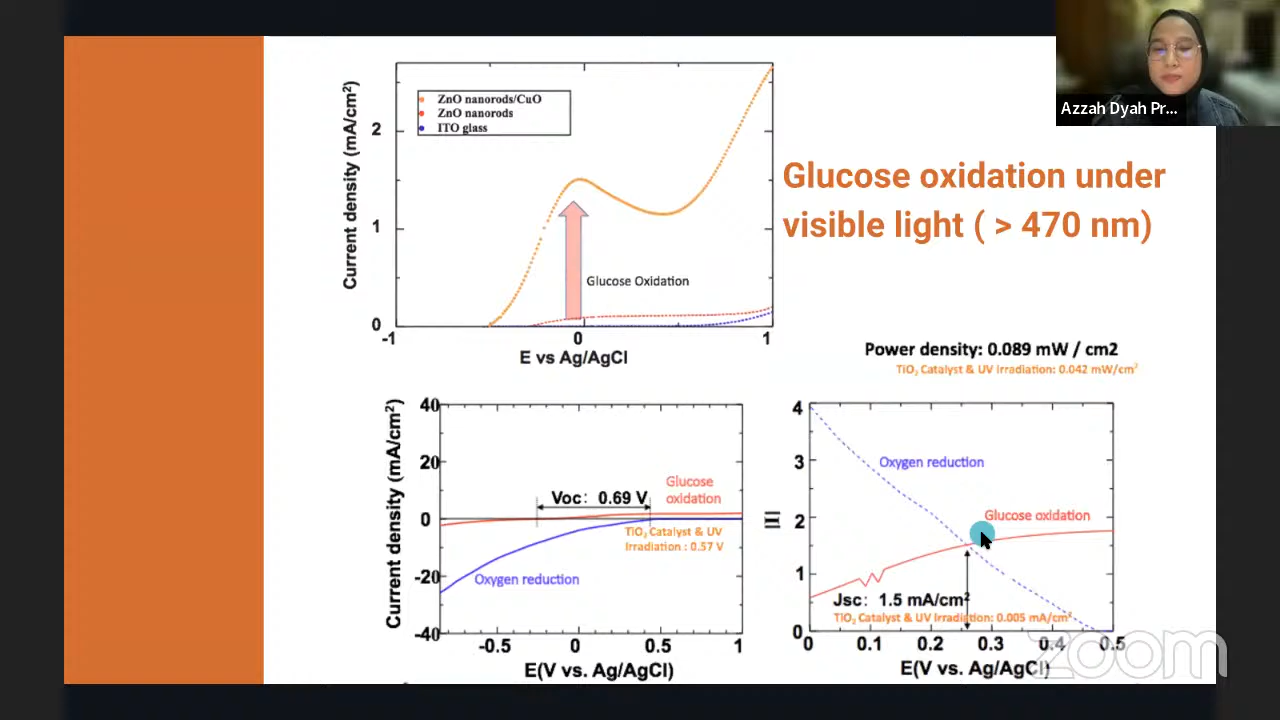 Azzah Dyah Pr...
Glucose oxidation under
visible light ( > 470 nm)
Current density (mA/cm²)
2
1
0
ZnO nanorods/CuO
ZnO nanorods
ITO glass
Glucose Oxidation
-1
0
1
E vs Ag/AgCl
Power density: 0.089 mW / cm2
TiO₂ Catalyst & UV irradiation: 0.042 mW/cm²
Current density (mA/cm²)
40
20
0
-20
-40
Voc: 0.69 V
Glucose
oxidation
TiO₂ Catalyst & UV
Irradiation : 0.57 V
Oxygen reduction
-0.5
0
0.5
1
E(V vs. Ag/AgCl)
|I|
4
3
2
1
0
Oxygen reduction
Glucose oxidation
Jsc: 1.5 mA/cm²
TiO₂ Catalyst & UV Irradiation: 0.005 mA/cm²
0
0.1
0.2
0.3
0.4
0.5
E(V vs. Ag/AgCl)
zoom